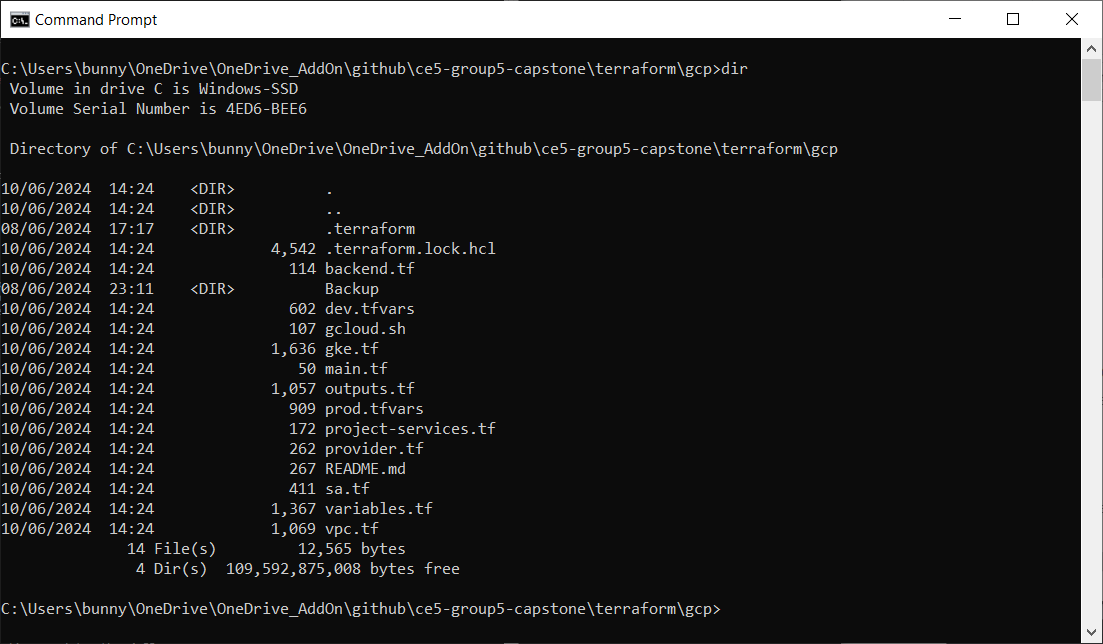 Command Prompt
C:\Users\bunny\OneDrive\OneDrive_AddOn\github\ce5-group5-capstone\terraform\gcp>dir
 Volume in drive C is Windows-SSD
 Volume Serial Number is 4ED6-BEE6

 Directory of C:\Users\bunny\OneDrive\OneDrive_AddOn\github\ce5-group5-capstone\terraform\gcp

10/06/2024  14:24    <DIR>          .
10/06/2024  14:24    <DIR>          ..
08/06/2024  17:17    <DIR>          .terraform
10/06/2024  14:24             4,542 .terraform.lock.hcl
10/06/2024  14:24               114 backend.tf
08/06/2024  23:11    <DIR>          Backup
10/06/2024  14:24               602 dev.tfvars
10/06/2024  14:24               107 gcloud.sh
10/06/2024  14:24             1,636 gke.tf
10/06/2024  14:24                50 main.tf
10/06/2024  14:24             1,057 outputs.tf
10/06/2024  14:24               909 prod.tfvars
10/06/2024  14:24               172 project-services.tf
10/06/2024  14:24               262 provider.tf
10/06/2024  14:24               267 README.md
10/06/2024  14:24               411 sa.tf
10/06/2024  14:24             1,367 variables.tf
10/06/2024  14:24             1,069 vpc.tf
              14 File(s)         12,565 bytes
               4 Dir(s)  109,592,875,008 bytes free

C:\Users\bunny\OneDrive\OneDrive_AddOn\github\ce5-group5-capstone\terraform\gcp>